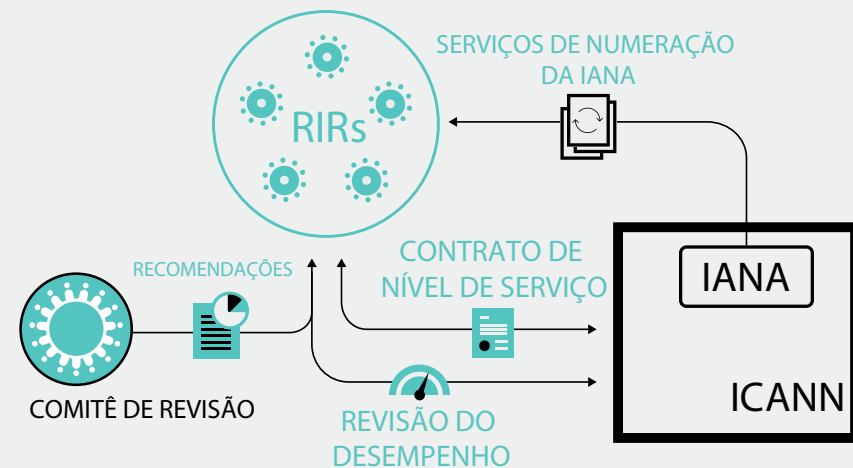 SERVIÇOS DE NUMERAÇÃO
DA IANA
RIRs
RECOMENDAÇÕES
CONTRATO DE
NÍVEL DE SERVIÇO
IANA
ICANN
COMITÊ DE REVISÃO
REVISÃO DO
DESEMPENHO